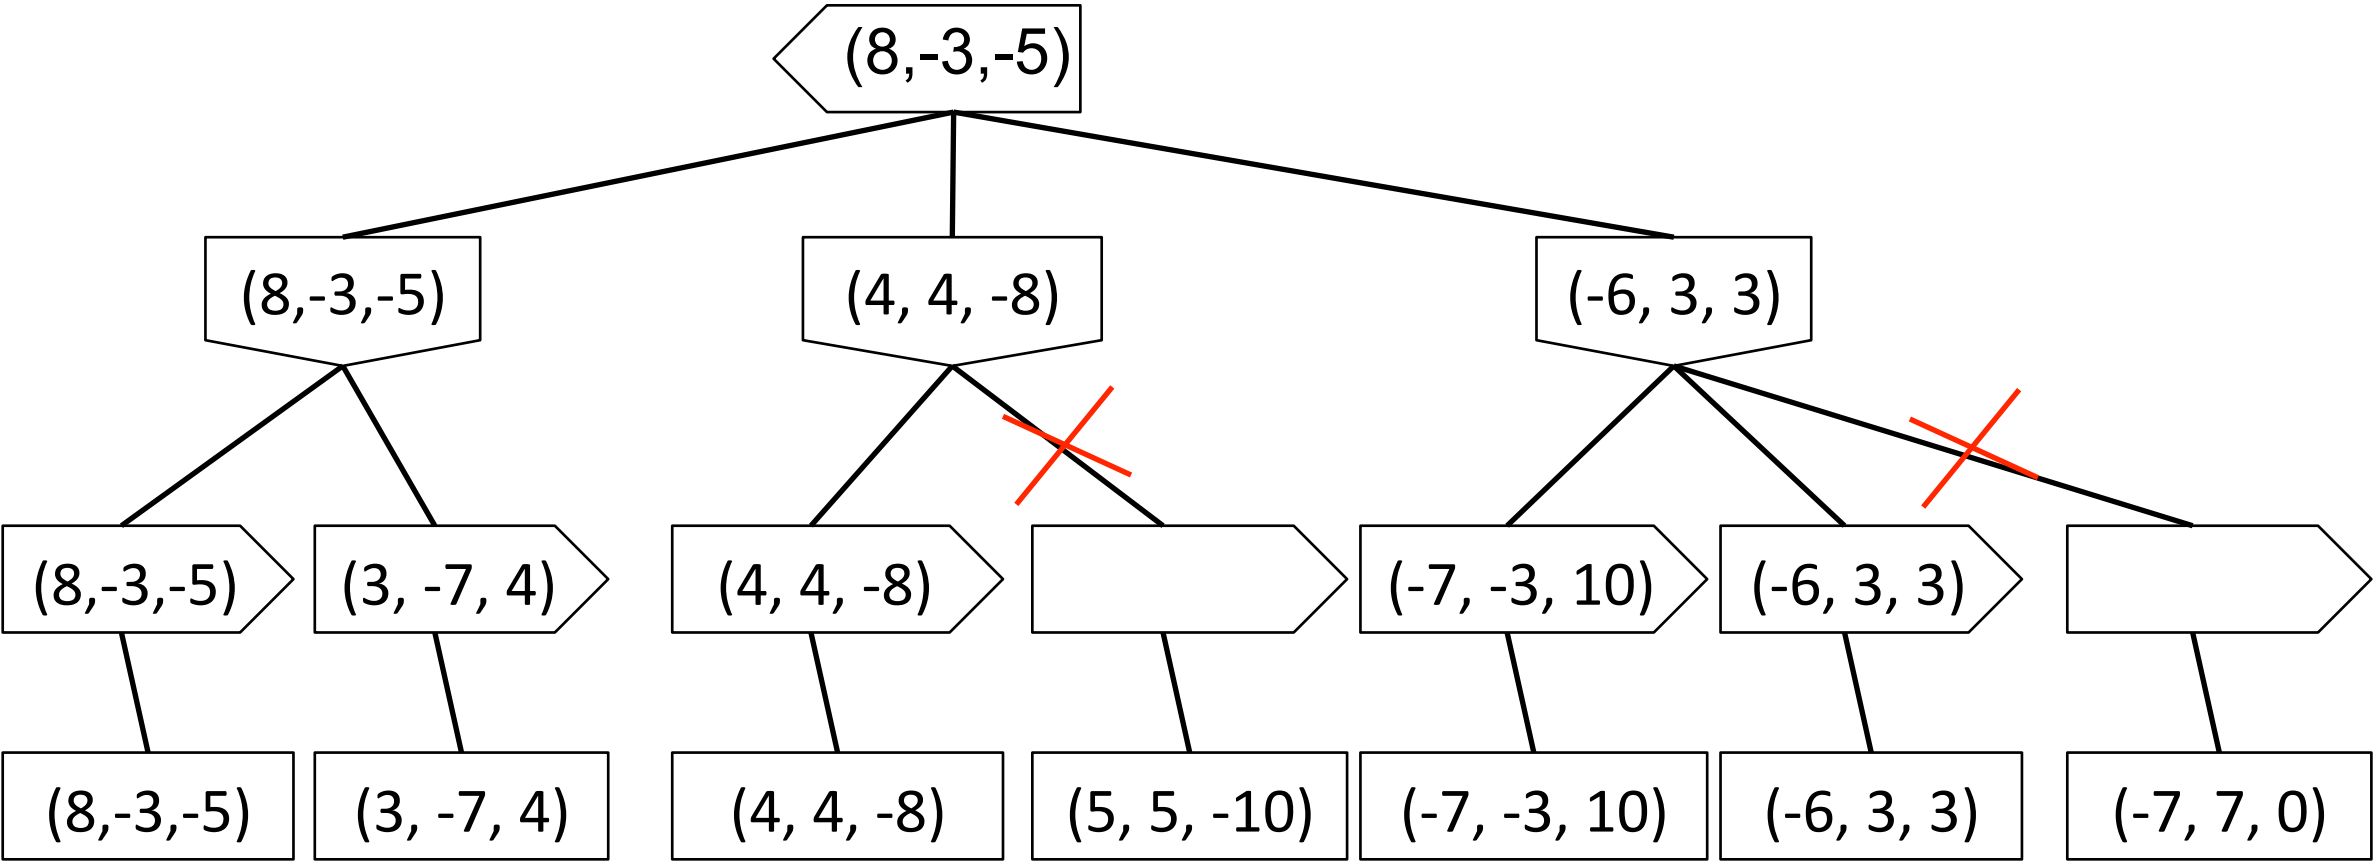 (8,-3,-5)
(8,-3,-5)
(4, 4, -8)
(-6, 3, 3)
(8,-3,-5)
(3, -7, 4)
(4, 4, -8)
(-7, -3, 10)
(-6, 3, 3)
(8,-3,-5)
(3, -7, 4)
(4, 4, -8)
(5, 5, -10)
(-7, -3, 10)
(-6, 3, 3)
(-7, 7, 0)